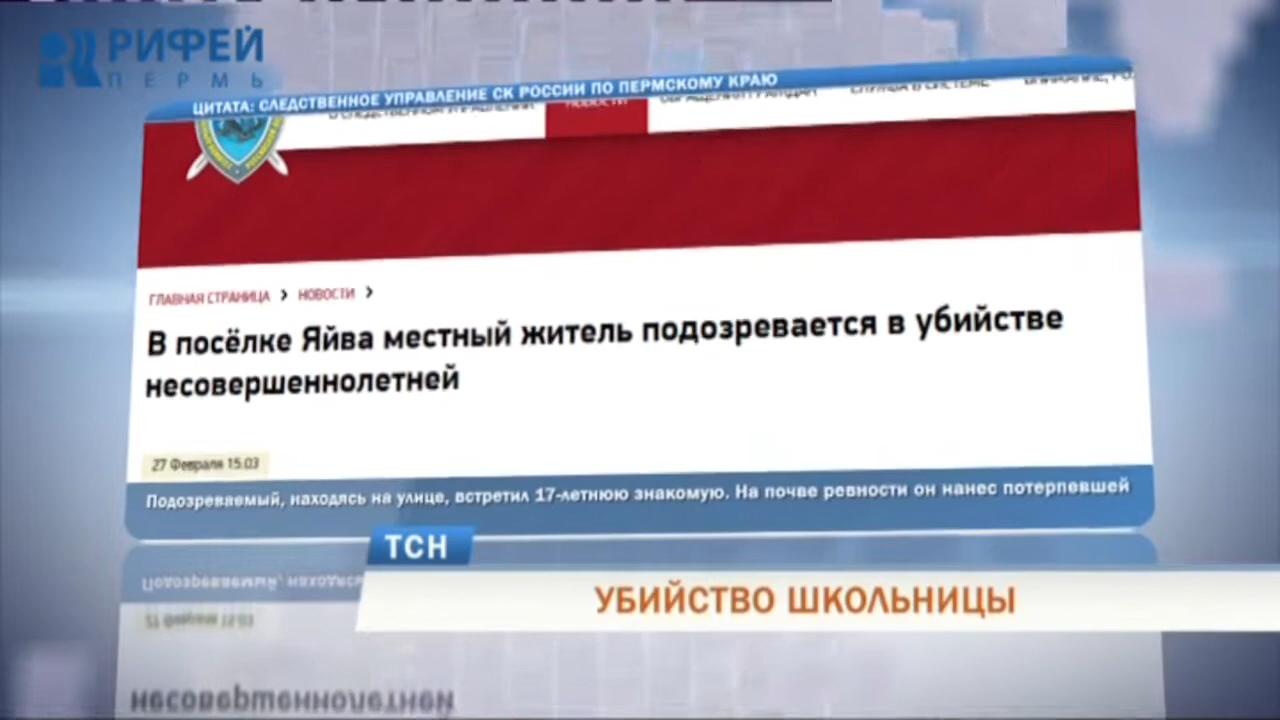 РИФЕЙ
ПЕРМЬ
ЦИТАТА: СЛЕДСТВЕННОЕ УПРАВЛЕНИЕ СК РОССИИ ПО ПЕРМСКОМУ КРАЮ
НОВОСТИ
ГЛАВНАЯ СТРАНИЦА > НОВОСТИ >
В посёлке Яйва местный житель подозревается в убийстве
несовершеннолетней
27 Февраля 15:03
Подозреваемый, находясь на улице, встретил 17-летнюю знакомую. На почве ревности он нанес потерпевшей
ТСН
УБИЙСТВО ШКОЛЬНИЦЫ